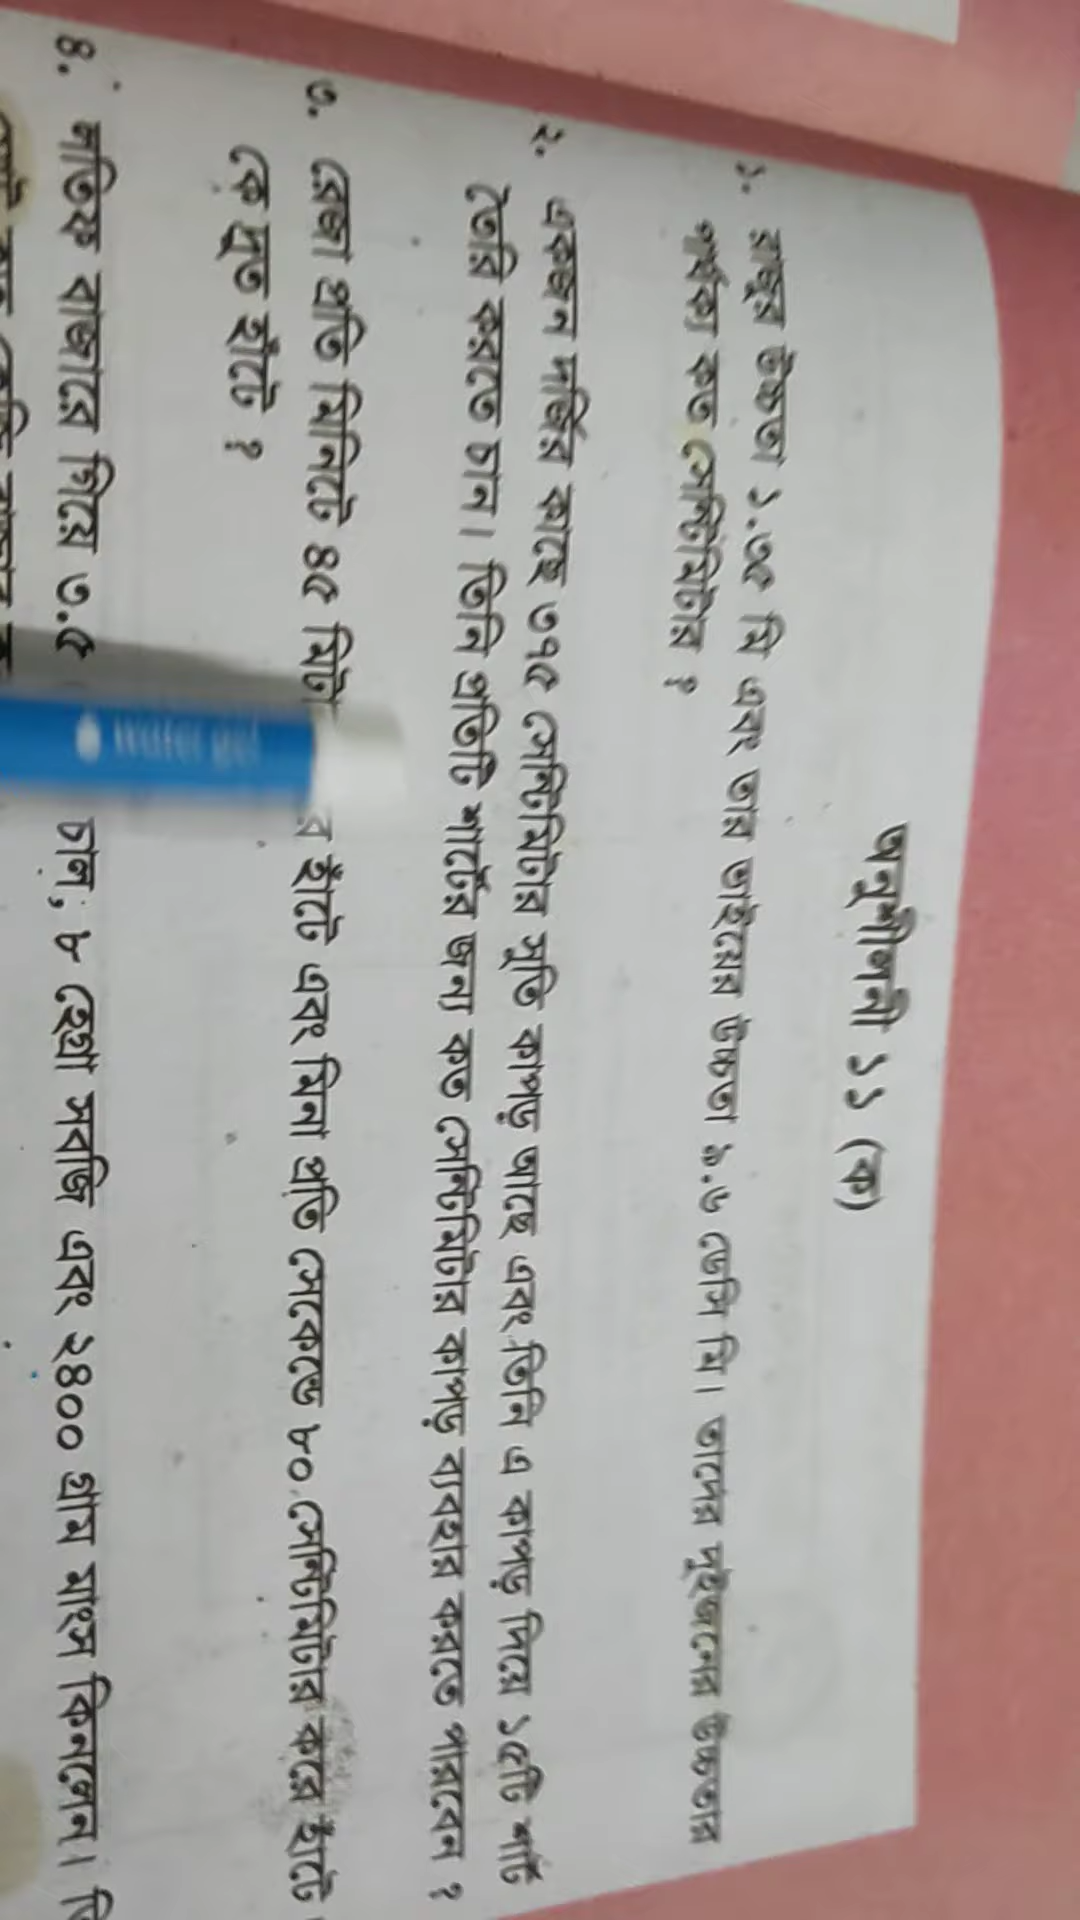 অনুশীলনী ১১ (ক)
১. রাজুর উচ্চতা ১.৩৫ মি এবং তার ভাইয়ের উচ্চতা ৯.৬ ডেসি মি। তাদের দুইজনের উচ্চতার
পার্থক্য কত সেন্টিমিটার ?
২. একজন দর্জির কাছে ৩৭৫ সেন্টিমিটার সুতি কাপড় আছে এবং তিনি এ কাপড় দিয়ে ১৫টি শার্ট
তৈরি করতে চান। তিনি প্রতিটি শার্টের জন্য কত সেন্টিমিটার কাপড় ব্যবহার করতে পারবেন ?
৩. রেজা প্রতি মিনিটে ৪৫ হাঁটে এবং মিনা প্রতি সেকেন্ডে ৮০ সেন্টিমিটার করে হাঁটে
কে দ্রুত হাঁটে ?
৪. লতিফ বাজারে গিয়ে ৩.৫ চাল, ৮ হেগ্রা সবজি এবং ২৪০০ গ্রাম মাংস কিনলেন।